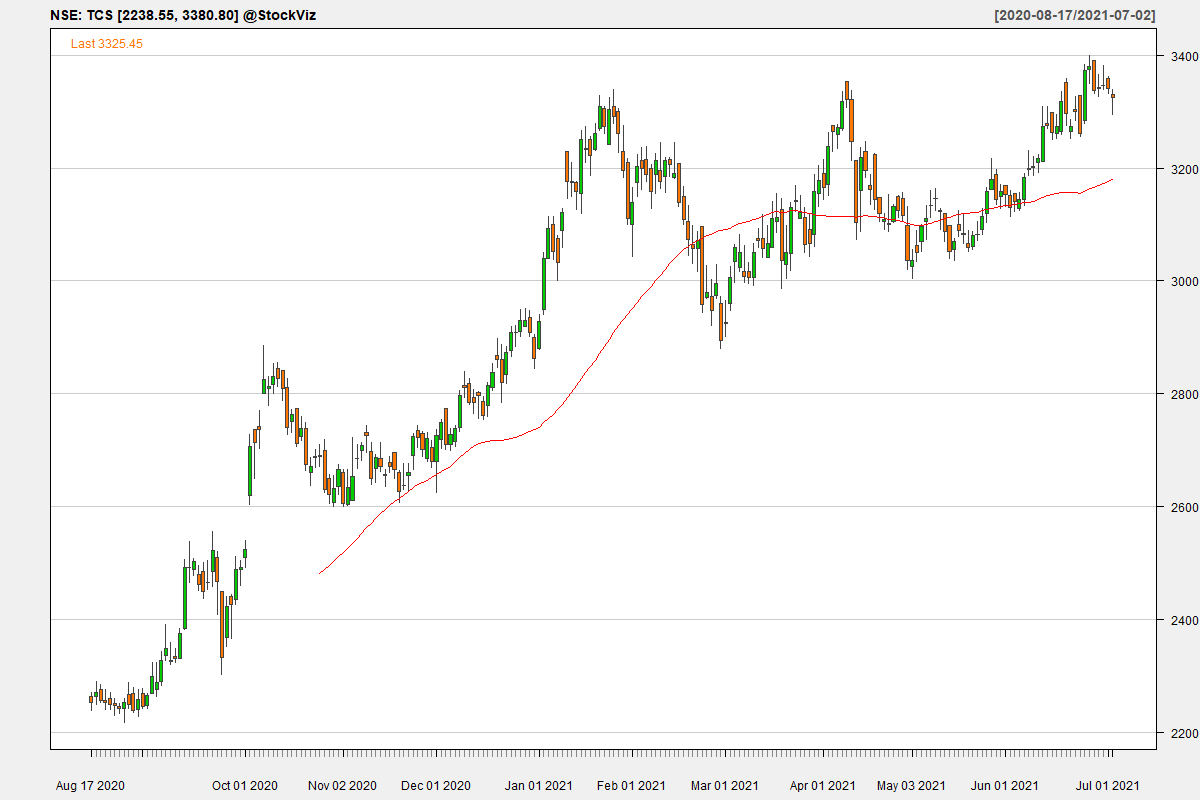 NSE: TCS [2238.55, 3380.80] @StockViz
[2020-08-17/2021-07-02]
Last 3325.45
3400
3200
3000
2800
2600
2400
2200
Aug 17 2020 Oct 01 2020 Nov 02 2020 Dec 01 2020 Jan 01 2021 Feb 01 2021 Mar 01 2021 Apr 01 2021 May 03 2021 Jun 01 2021 Jul 01 2021